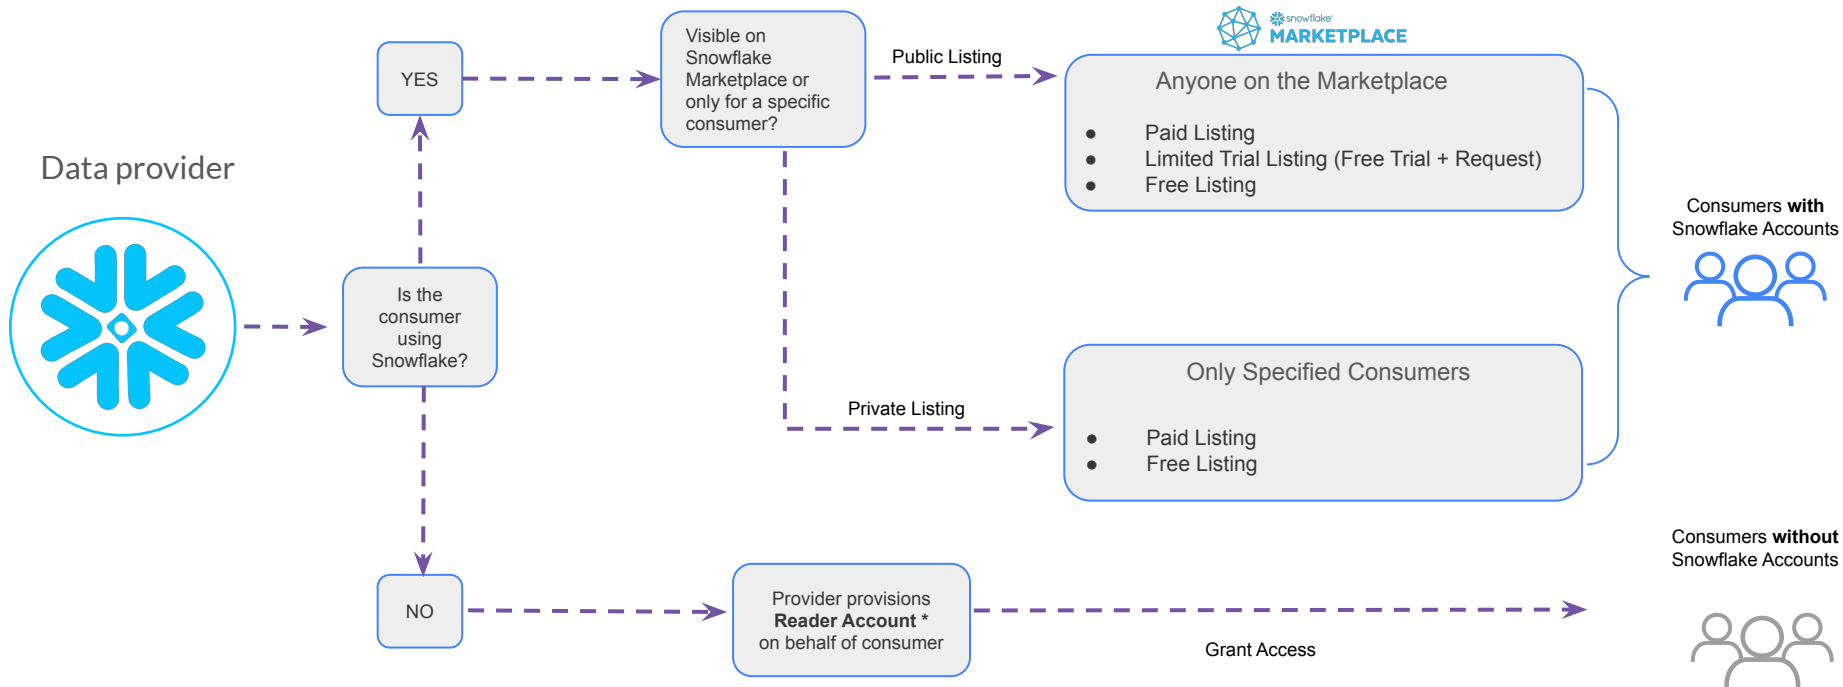 Data provider
Is the
consumer
using
Snowflake?
YES
Visible on
Snowflake
Marketplace or
only for a specific
consumer?
Public Listing
snowflake®
MARKETPLACE
Anyone on the Marketplace
● Paid Listing
● Limited Trial Listing (Free Trial + Request)
● Free Listing
Private Listing
Only Specified Consumers
● Paid Listing
● Free Listing
Consumers with
Snowflake Accounts
NO
Provider provisions
Reader Account *
on behalf of consumer
Grant Access
Consumers without
Snowflake Accounts